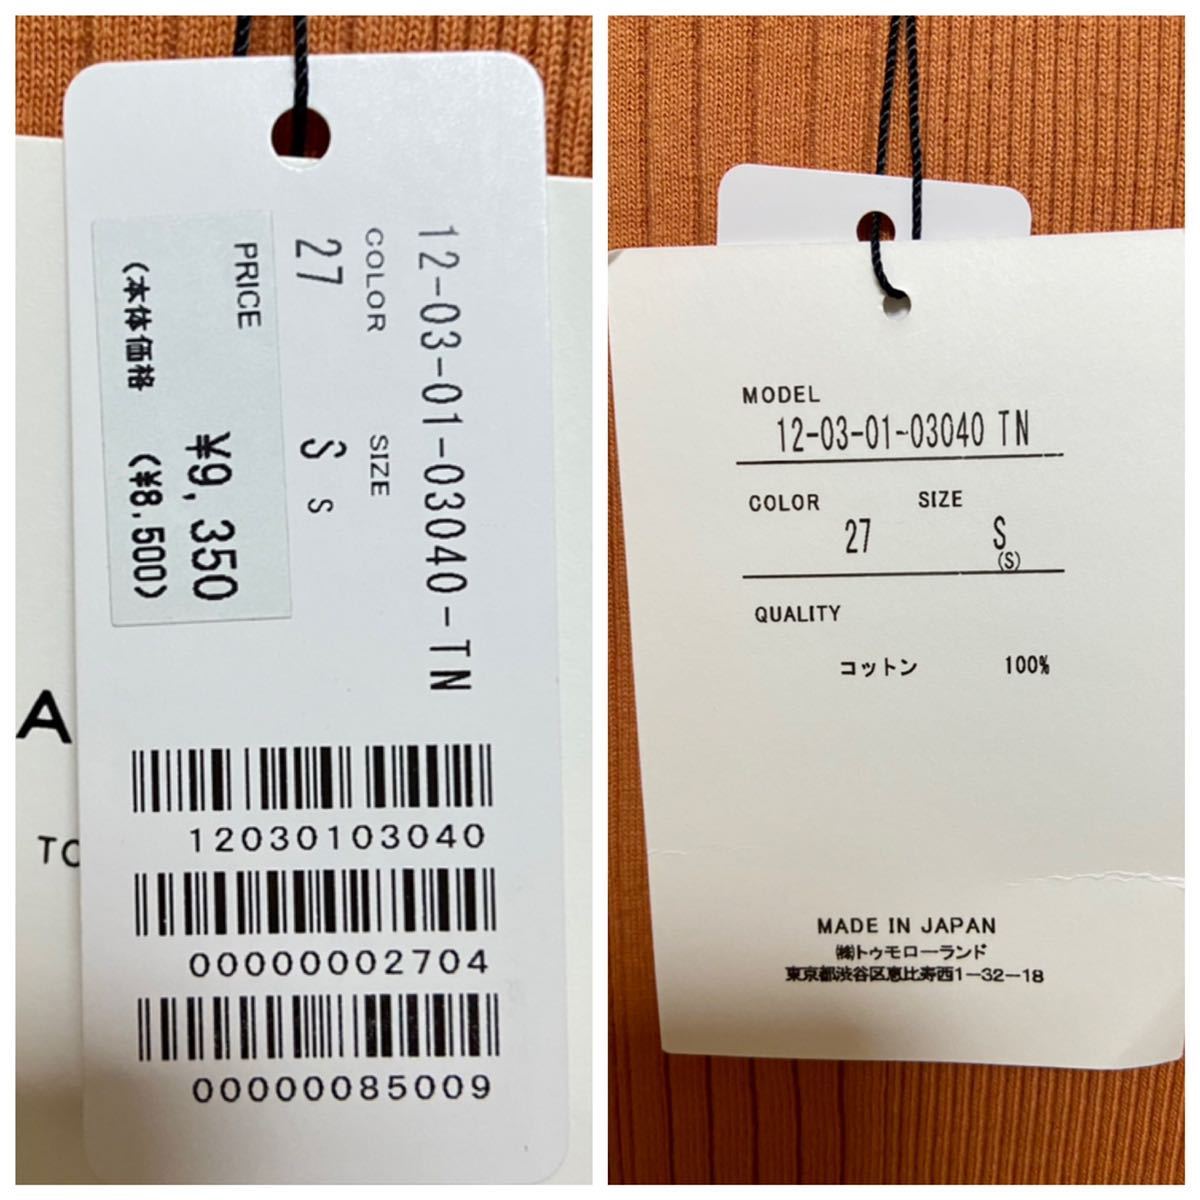 12-03-01-03040-TN
COLOR SIZE
27 S s
PRICE ¥9,350
(本体価格 (¥8,500)
12030103040
00000002704
00000085009
A
TO
MODEL
12-03-01-03040 TN
COLOR SIZE
27 S
(S)
QUALITY
コットン 100%
MADE IN JAPAN
㈱トゥモローランド
東京都渋谷区恵比寿西1-32-18